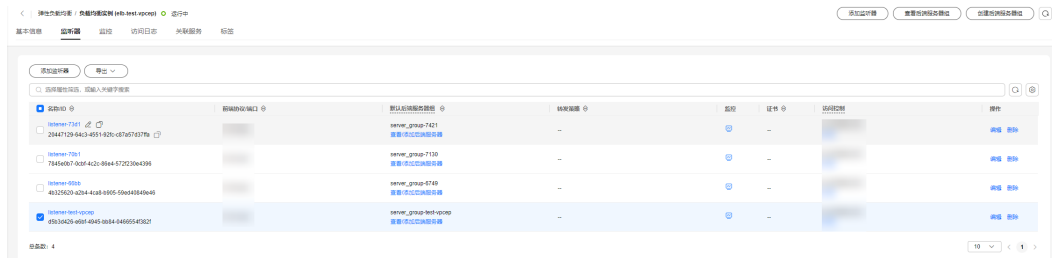 弹性负载均衡 / 负载均衡实例 (elb-test-vpcep) 运行中
添加监听器 查看后端服务器组 创建后端服务器组
基本信息 监听器 监控 访问日志 关联服务 标签
添加监听器 导出
选择属性筛选，或输入关键字搜索
名称/ID 前端协议/端口 默认后端服务器组 转发策略 监控 证书 访问控制 操作
listener-73d1 server_group-7421
20447129-64c3-4551-92fc-c87a57d37ffa 查看/添加后端服务器 -- -- 编辑 删除
listener-70b1 server_group-7130
7845e0b7-0cbf-4c2c-86e4-572f230e4396 查看/添加后端服务器 -- -- 编辑 删除
listener-66bb server_group-6749
4b325620-a2b4-4ca8-b905-59ed40849e46 查看/添加后端服务器 -- -- 编辑 删除
listener-test-vpcep server_group-test-vpcep
d5b3d426-e6bf-4945-bb84-0466554f382f 查看/添加后端服务器 -- -- 编辑 删除
总条数：4 10 1